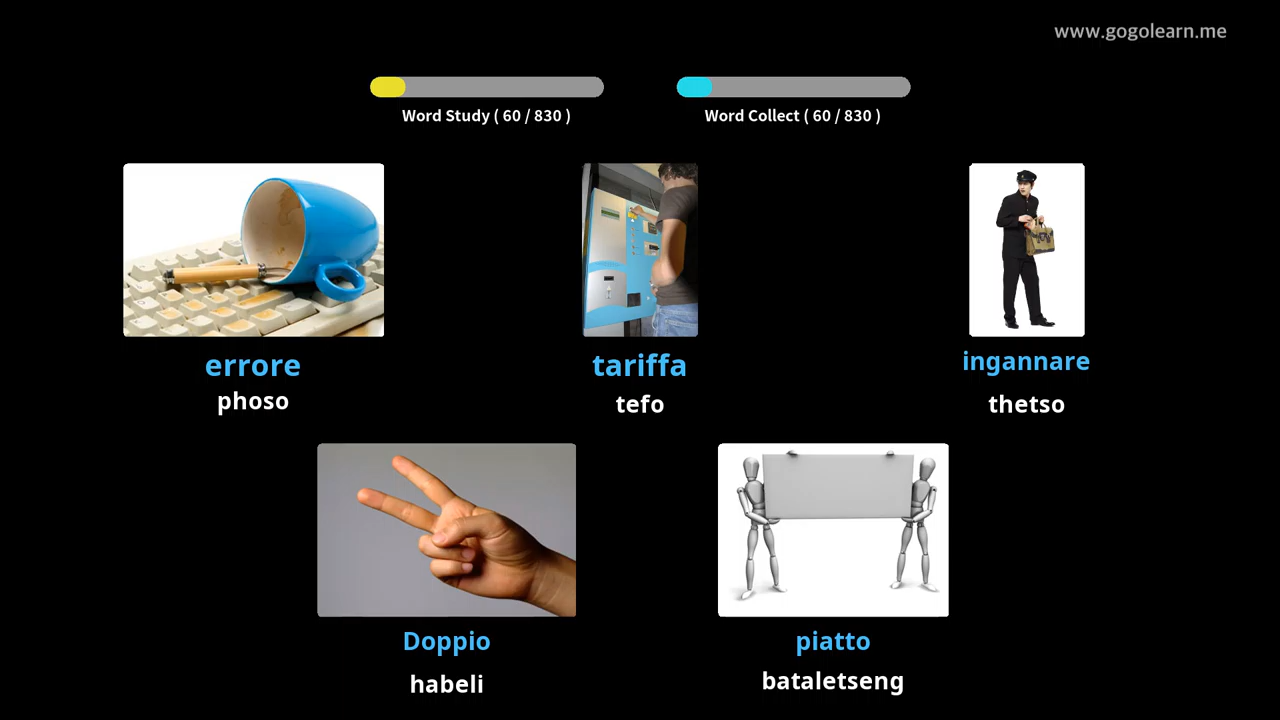 www.gogolearn.me
Word Study ( 60 / 830 )
Word Collect ( 60 / 830 )
errore
phoso
tariffa
tefo
ingannare
thetso
Doppio
habeli
piatto
bataletseng